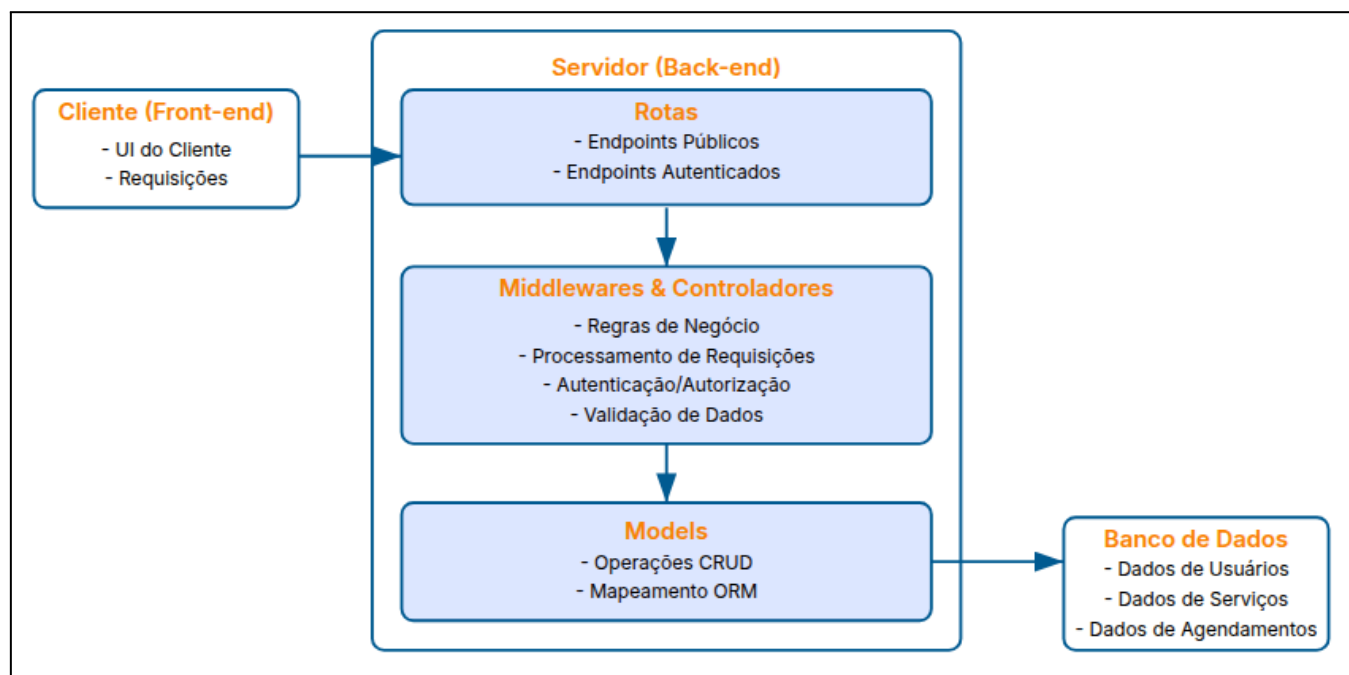 Servidor (Back-end)
Cliente (Front-end)
- UI do Cliente
- Requisições
Rotas
- Endpoints Públicos
- Endpoints Autenticados
Middlewares & Controladores
- Regras de Negócio
- Processamento de Requisições
- Autenticação/Autorização
- Validação de Dados
Models
- Operações CRUD
- Mapeamento ORM
Banco de Dados
- Dados de Usuários
- Dados de Serviços
- Dados de Agendamentos